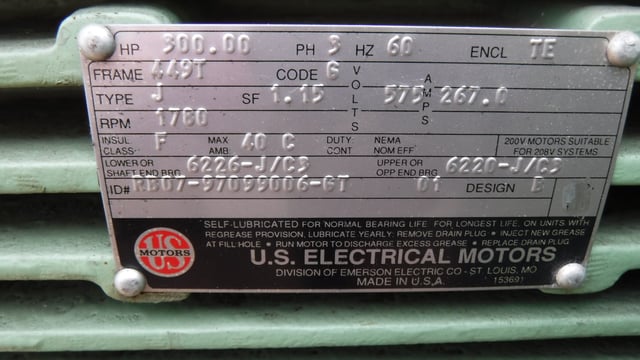 HP 300.00 PH 3 HZ 60 ENCL TE
FRAME 449T CODE G VOLTS AMPS
TYPE J SF 1.15 575 267.0
RPM 1780
INSUL CLASS F MAX AMB 40 C DUTY CONT NEMA NOM EFF 200V MOTORS SUITABLE FOR 208V SYSTEMS
LOWER OR SHAFT END BRG 6226-J/C3 UPPER OR OPP END BRG 6220-J/C3
ID# RB07-97099006-GT 01 DESIGN B
SELF-LUBRICATED FOR NORMAL BEARING LIFE. FOR LONGEST LIFE, ON UNITS WITH
REGREASE PROVISION, LUBRICATE YEARLY: REMOVE DRAIN PLUG • INJECT NEW GREASE
AT FILL HOLE • RUN MOTOR TO DISCHARGE EXCESS GREASE • REPLACE DRAIN PLUG
US MOTORS
U.S. ELECTRICAL MOTORS
DIVISION OF EMERSON ELECTRIC CO - ST. LOUIS, MO
MADE IN U.S.A. 153691